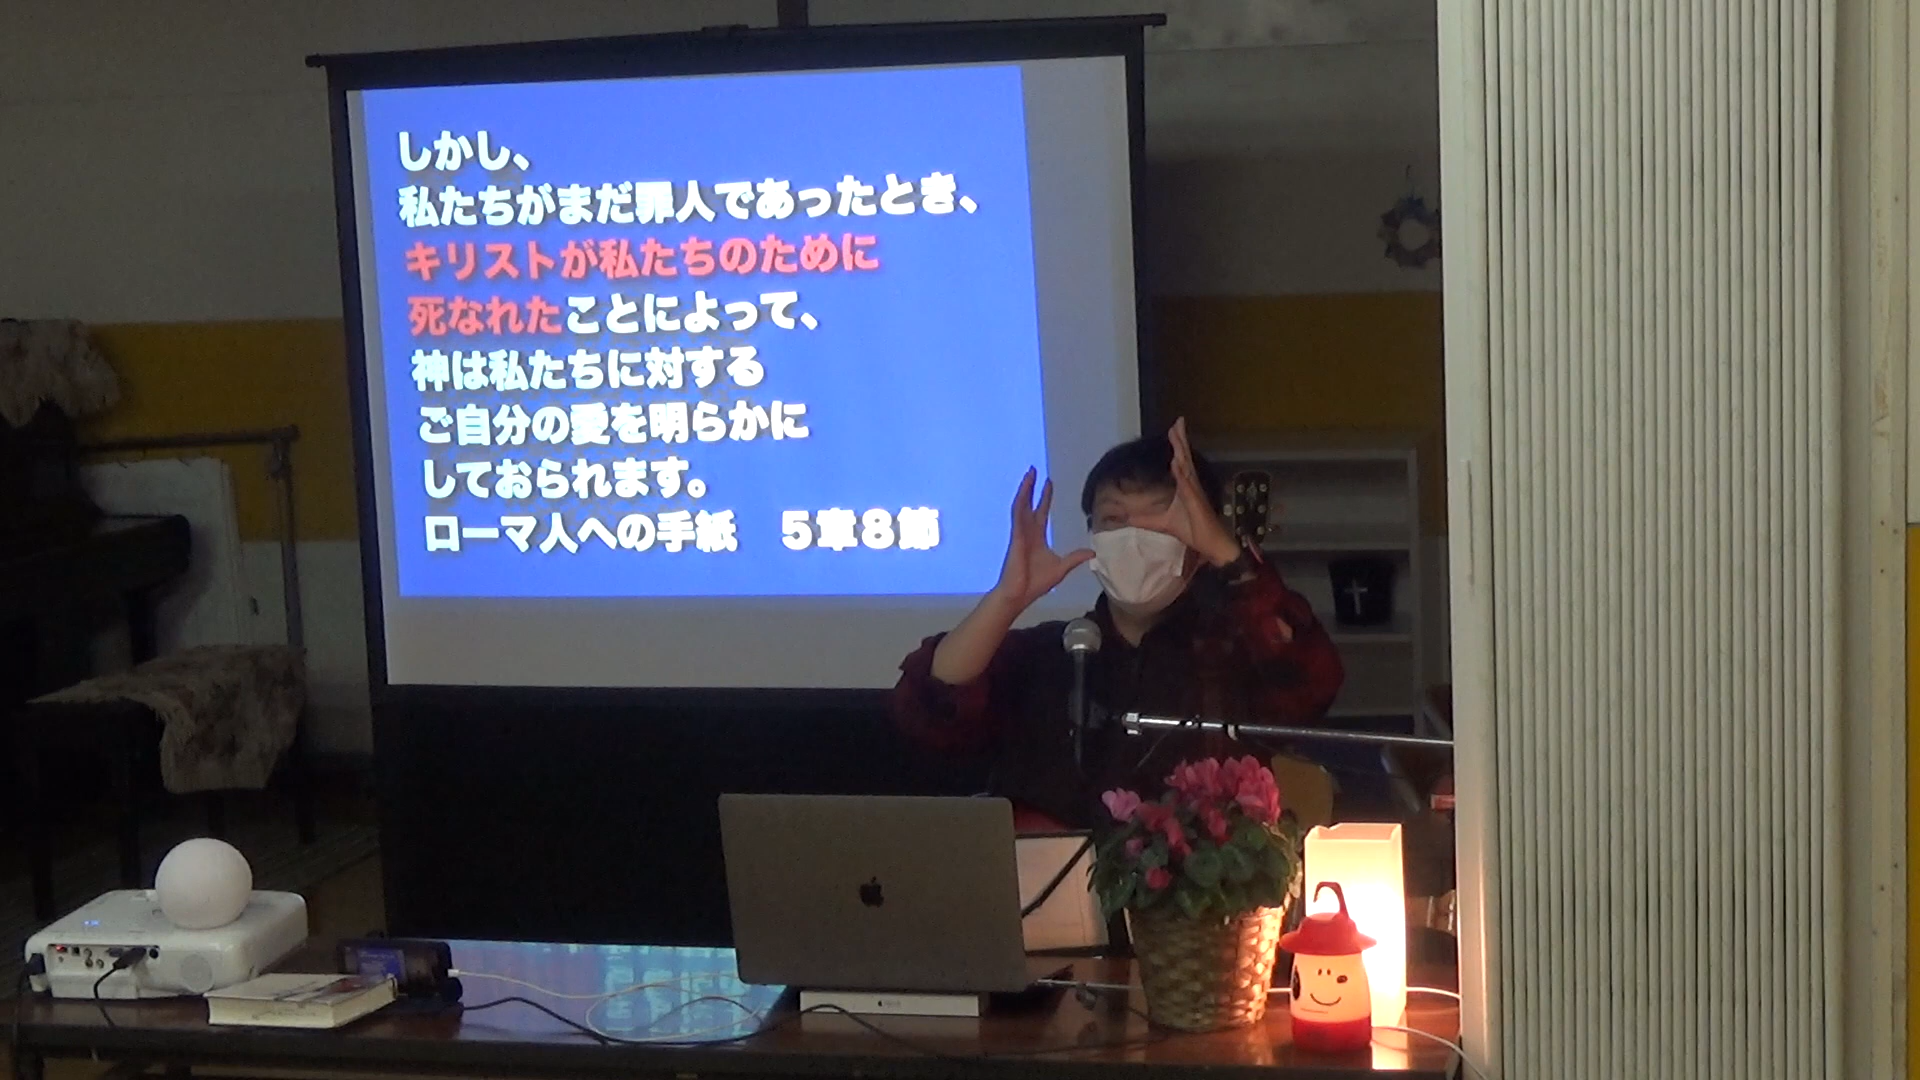 しかし、
私たちがまだ罪人であったとき、
キリストが私たちのために
死なれたことによって、
神は私たちに対する
ご自分の愛を明らかに
しておられます。
ローマ人への手紙　５章８節